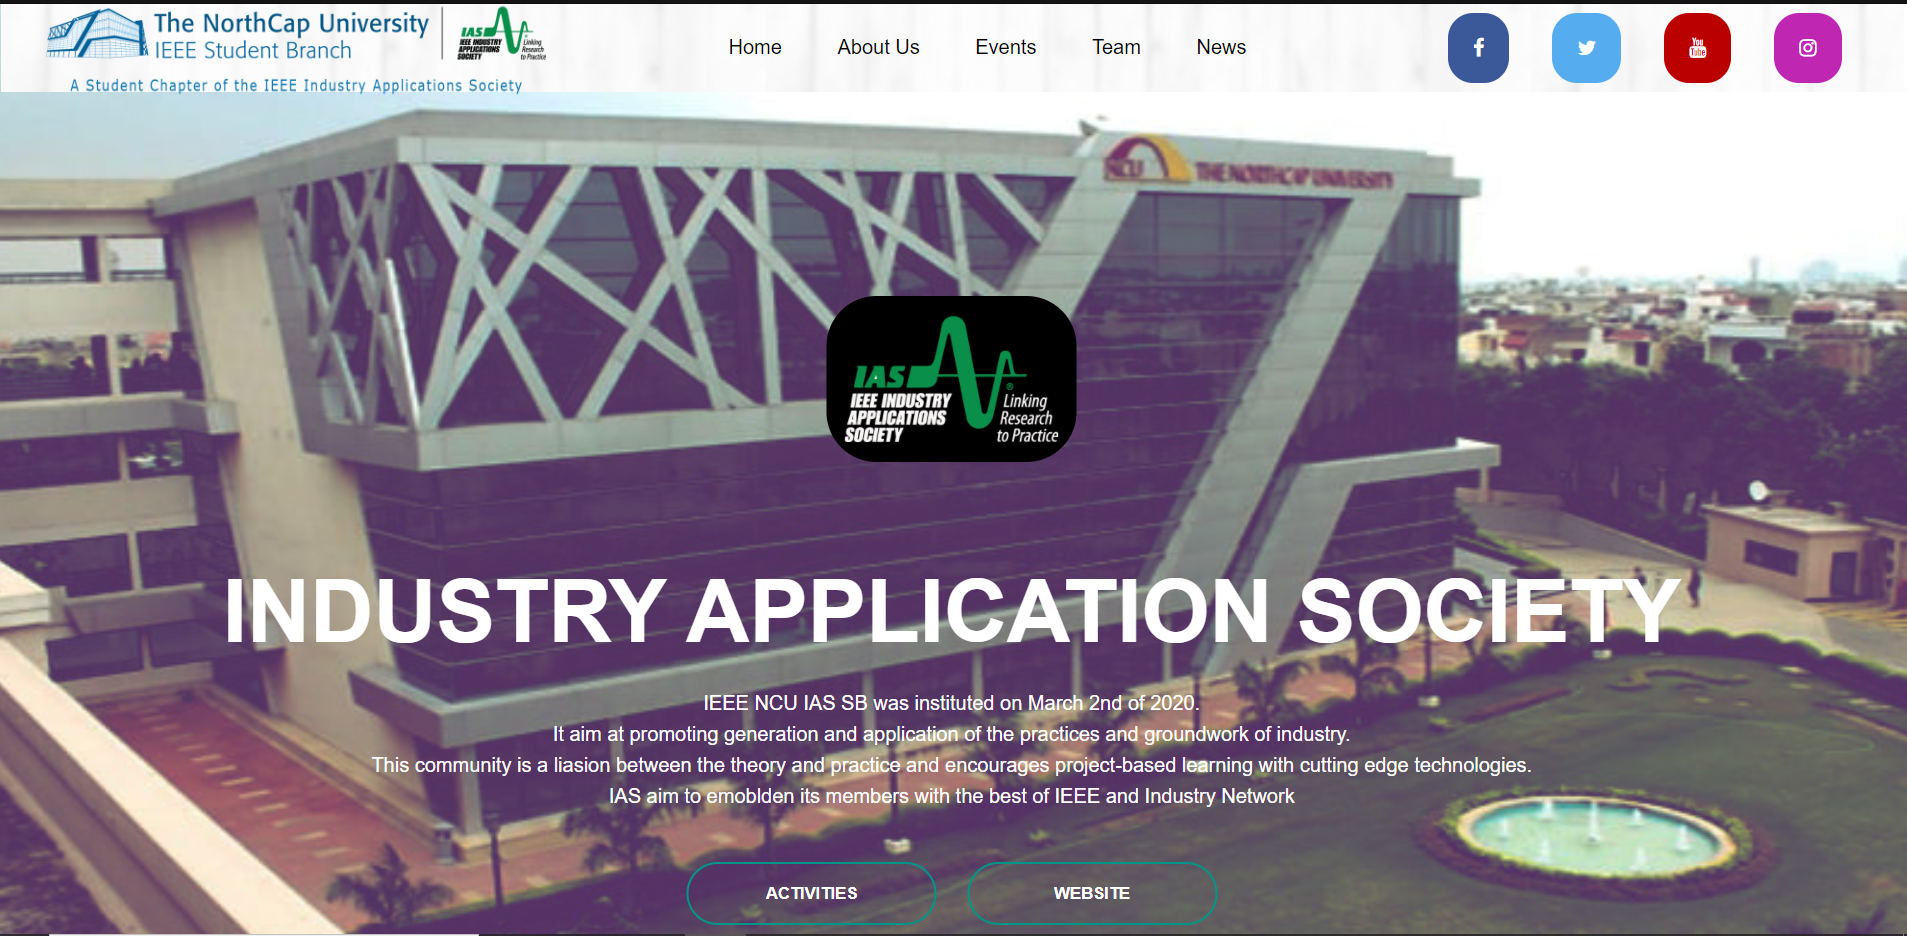 The NorthCap University
IEEE Student Branch
IAS
IEEE INDUSTRY
APPLICATIONS
SOCIETY
Linking
Research
to Practice
A Student Chapter of the IEEE Industry Applications Society
Home
About Us
Events
Team
News
You
Tube
NCU
THE NORTHCAP UNIVERSITY
IAS
IEEE INDUSTRY
APPLICATIONS
SOCIETY
®
Linking
Research
to Practice
INDUSTRY APPLICATION SOCIETY
IEEE NCU IAS SB was instituted on March 2nd of 2020.
It aim at promoting generation and application of the practices and groundwork of industry.
This community is a liasion between the theory and practice and encourages project-based learning with cutting edge technologies.
IAS aim to emoblden its members with the best of IEEE and Industry Network
ACTIVITIES
WEBSITE